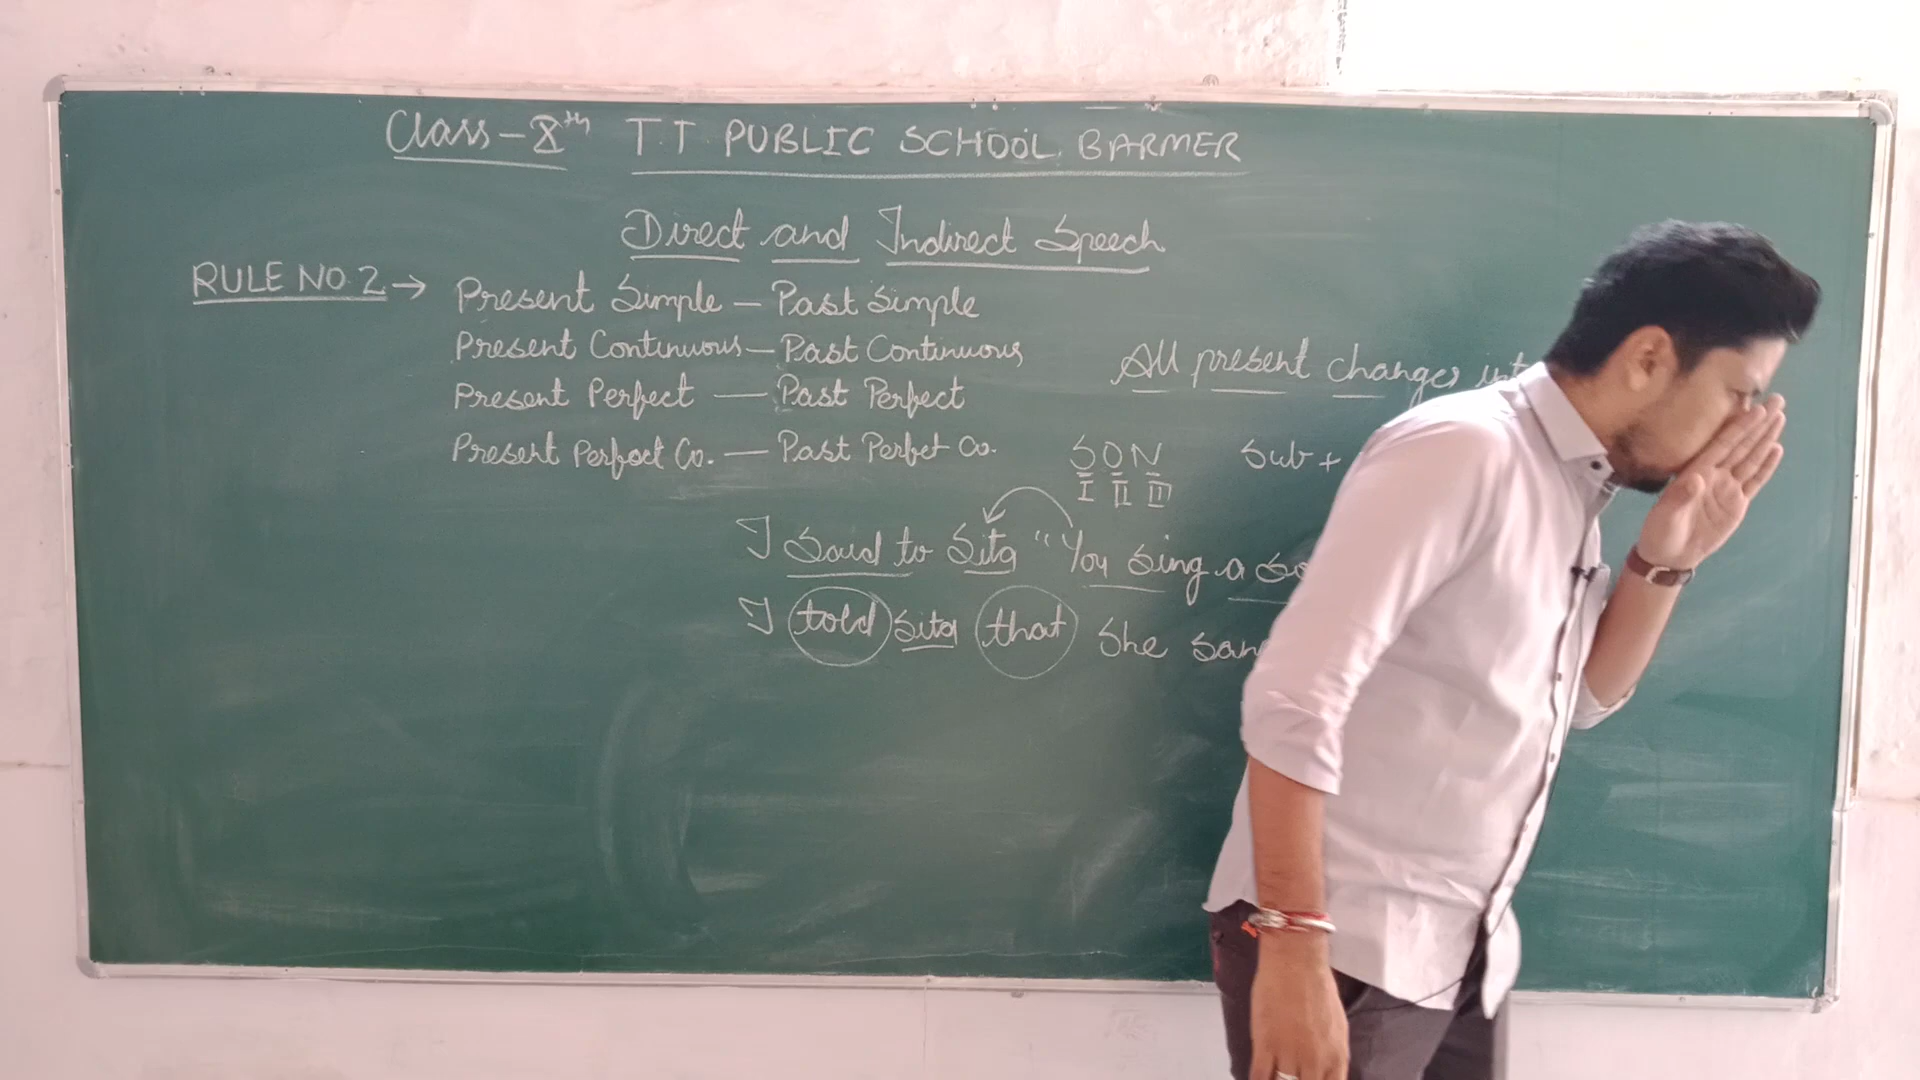 Class-Xth T.T PUBLIC SCHOOL BARMER
Direct and Indirect Speech
RULE NO. 2 → Present Simple — Past Simple
Present Continuous — Past Continuous
All present changes int
Present Perfect — Past Perfect
Present Perfect Co. — Past Perfet Co.
SON Sub +
I II III
I Said to Sita "You sing a so
I told Sita that She san